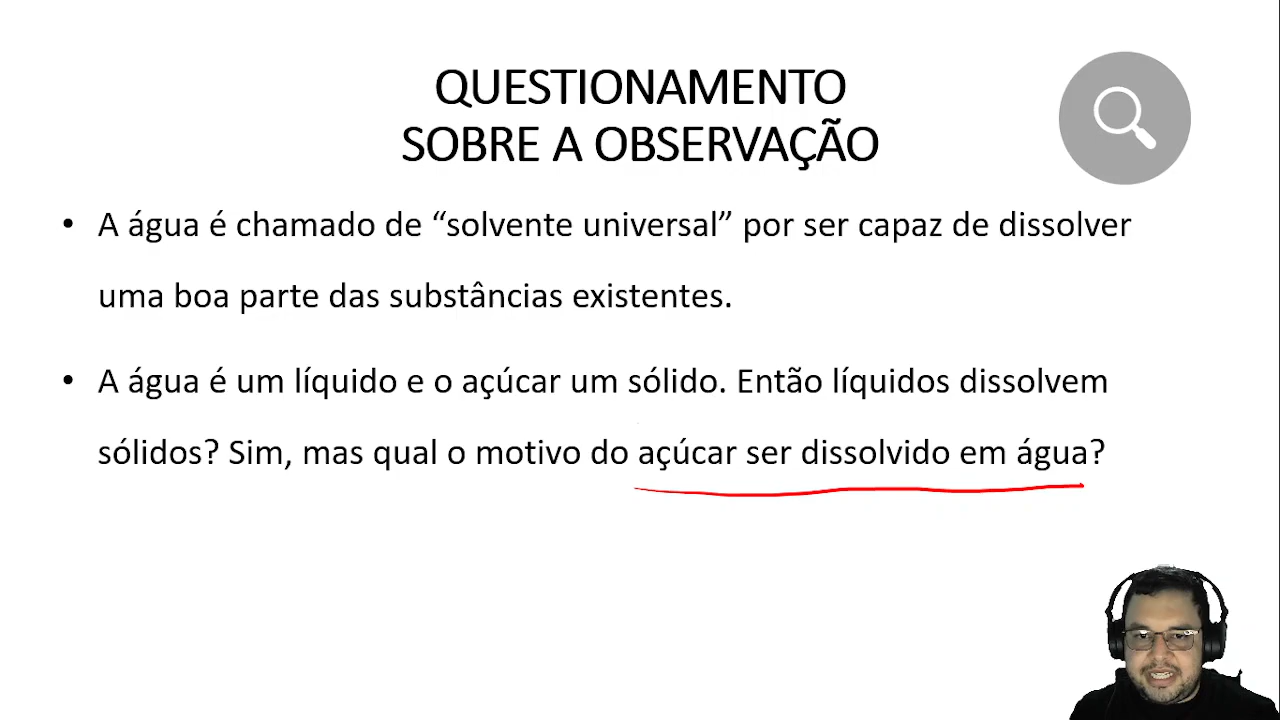 QUESTIONAMENTO
SOBRE A OBSERVAÇÃO
• A água é chamado de “solvente universal” por ser capaz de dissolver
uma boa parte das substâncias existentes.
• A água é um líquido e o açúcar um sólido. Então líquidos dissolvem
sólidos? Sim, mas qual o motivo do açúcar ser dissolvido em água?